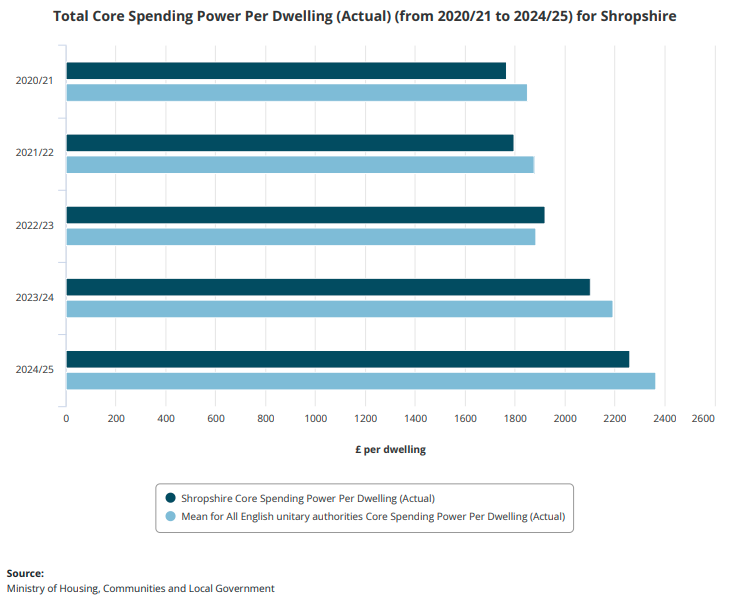 Total Core Spending Power Per Dwelling (Actual) (from 2020/21 to 2024/25) for Shropshire
2020/21
2021/22
2022/23
2023/24
2024/25
0 200 400 600 800 1000 1200 1400 1600 1800 2000 2200 2400 2600
£ per dwelling
Shropshire Core Spending Power Per Dwelling (Actual)
Mean for All English unitary authorities Core Spending Power Per Dwelling (Actual)
Source:
Ministry of Housing, Communities and Local Government